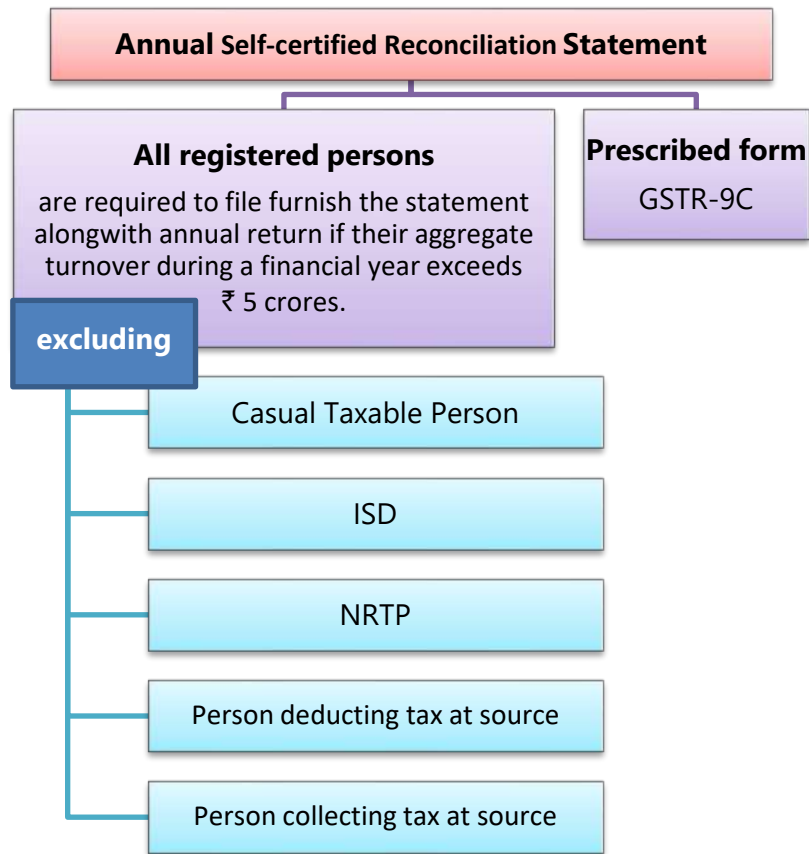 Annual Self-certified Reconciliation Statement
All registered persons
are required to file furnish the statement
alongwith annual return if their aggregate
turnover during a financial year exceeds
₹ 5 crores.
Prescribed form
GSTR-9C
excluding
Casual Taxable Person
ISD
NRTP
Person deducting tax at source
Person collecting tax at source